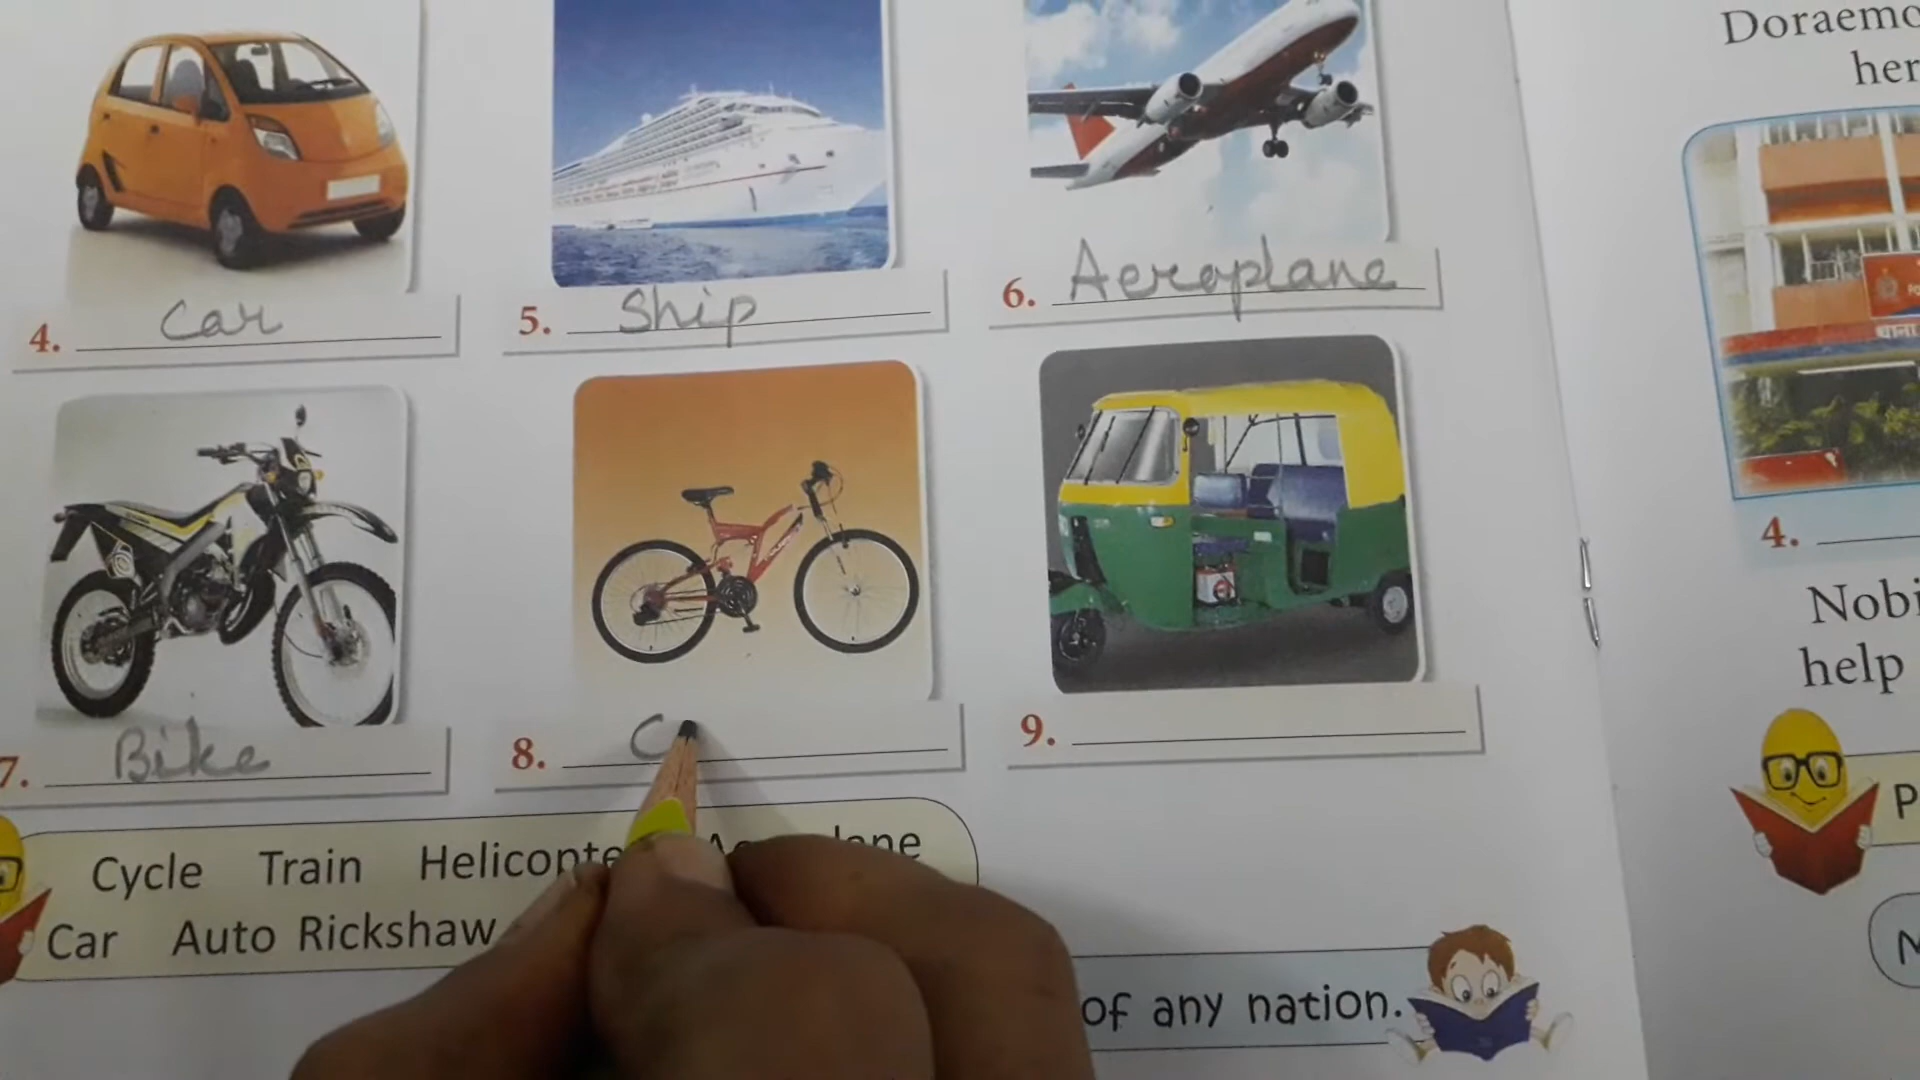 Doraemo
her
4. Car
5. Ship
6. Aeroplane
7. Bike
8. C
9.
4.
Nobi
help
Cycle Train Helicopte
Car Auto Rickshaw
of any nation.
P
M
थाना